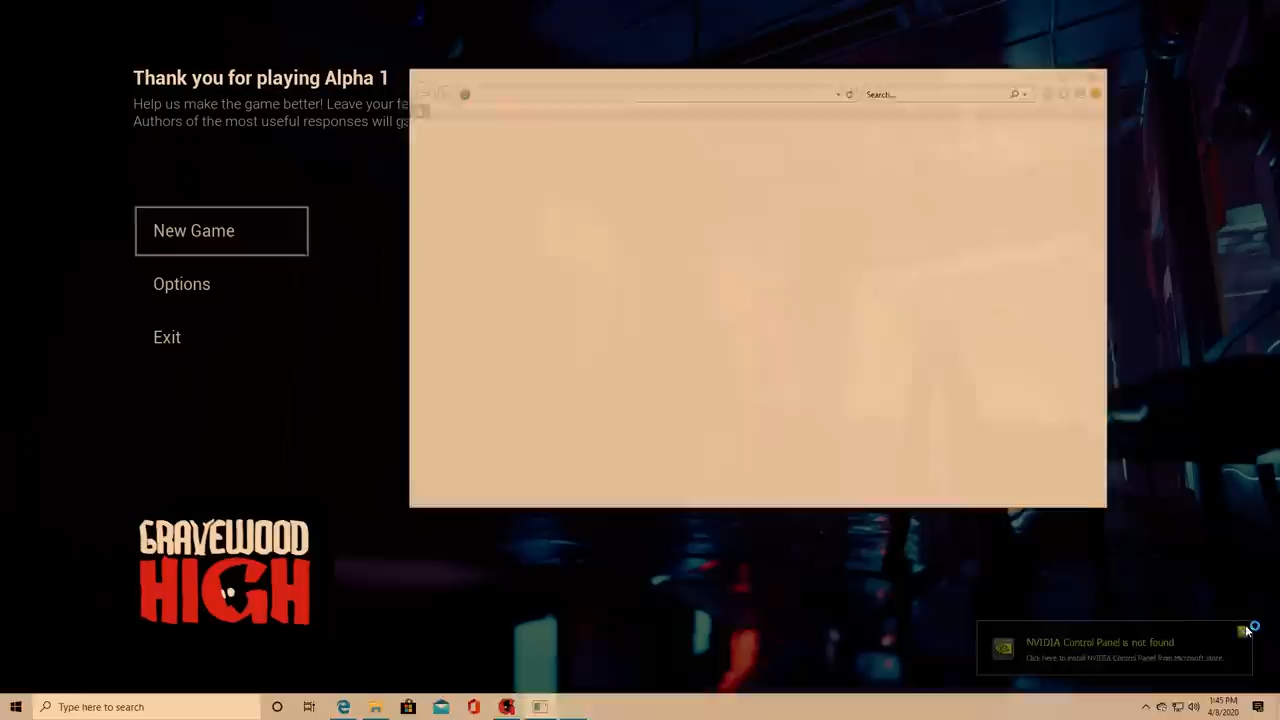 Thank you for playing Alpha 1
Help us make the game better! Leave your
Authors of the most useful responses will
Search...
New Game
Options
Exit
GRAVEWOOD
HIGH
NVIDIA Control Panel is not found
Click here to install NVIDIA Control Panel from Microsoft Store.
Type here to search
1:45 PM
4/8/2020